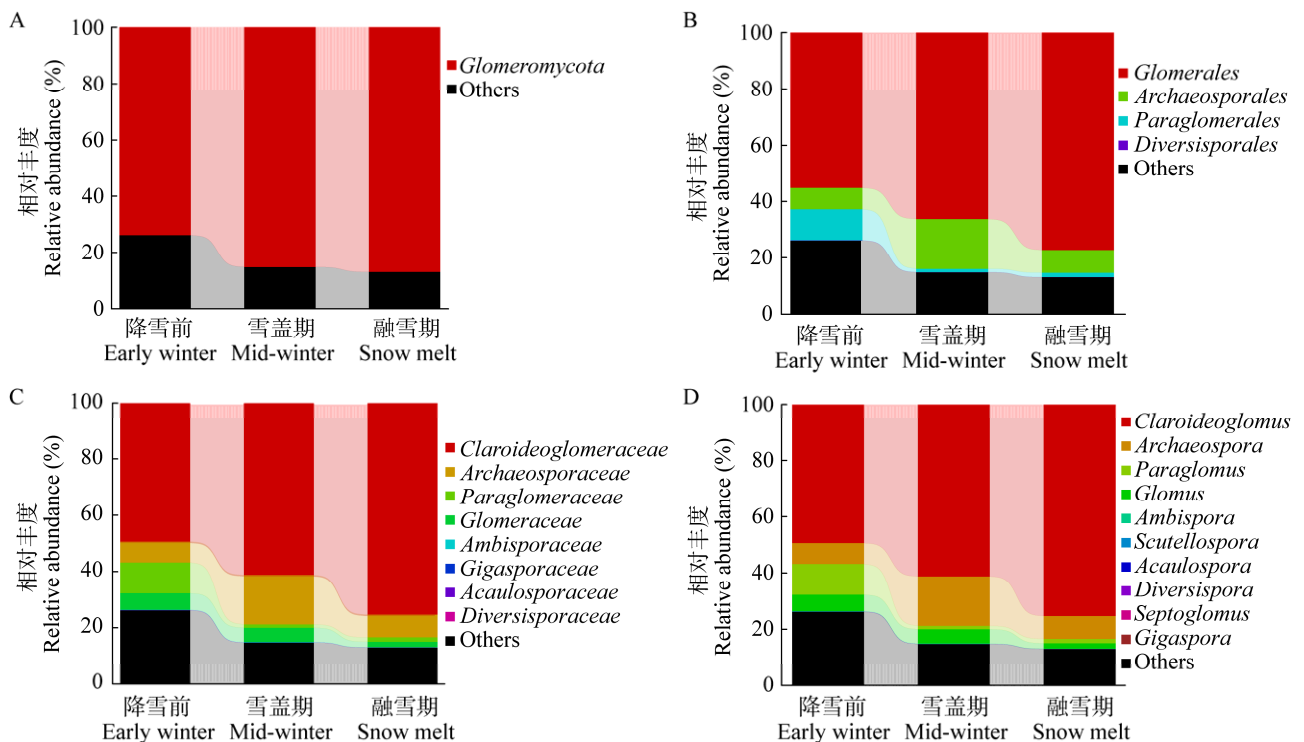 A
100
80
60
40
20
0
相对丰度
Relative abundance (%)
降雪前
Early winter
雪盖期
Mid-winter
融雪期
Snow melt
Glomeromycota
Others
B
100
80
60
40
20
0
相对丰度
Relative abundance (%)
降雪前
Early winter
雪盖期
Mid-winter
融雪期
Snow melt
Glomerales
Archaeosporales
Paraglomerales
Diversisporales
Others
C
100
80
60
40
20
0
相对丰度
Relative abundance (%)
降雪前
Early winter
雪盖期
Mid-winter
融雪期
Snow melt
Claroideoglomeraceae
Archaeosporaceae
Paraglomeraceae
Glomeraceae
Ambisporaceae
Gigasporaceae
Acaulosporaceae
Diversisporaceae
Others
D
100
80
60
40
20
0
相对丰度
Relative abundance (%)
降雪前
Early winter
雪盖期
Mid-winter
融雪期
Snow melt
Claroideoglomus
Archaeospora
Paraglomus
Glomus
Ambispora
Scutellospora
Acaulospora
Diversispora
Septoglomus
Gigaspora
Others